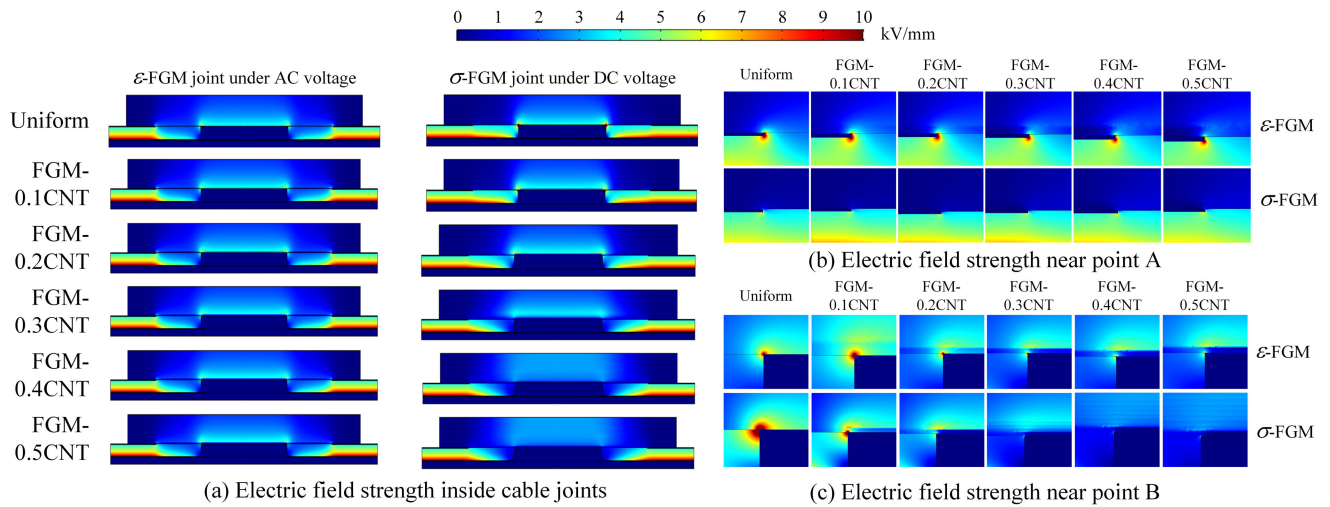 0 1 2 3 4 5 6 7 8 9 10
kV/mm
ε-FGM joint under AC voltage
σ-FGM joint under DC voltage
Uniform
FGM-
0.1CNT
FGM-
0.2CNT
FGM-
0.3CNT
FGM-
0.4CNT
FGM-
0.5CNT
(a) Electric field strength inside cable joints
Uniform
FGM-
0.1CNT
FGM-
0.2CNT
FGM-
0.3CNT
FGM-
0.4CNT
FGM-
0.5CNT
ε-FGM
σ-FGM
(b) Electric field strength near point A
Uniform
FGM-
0.1CNT
FGM-
0.2CNT
FGM-
0.3CNT
FGM-
0.4CNT
FGM-
0.5CNT
ε-FGM
σ-FGM
(c) Electric field strength near point B